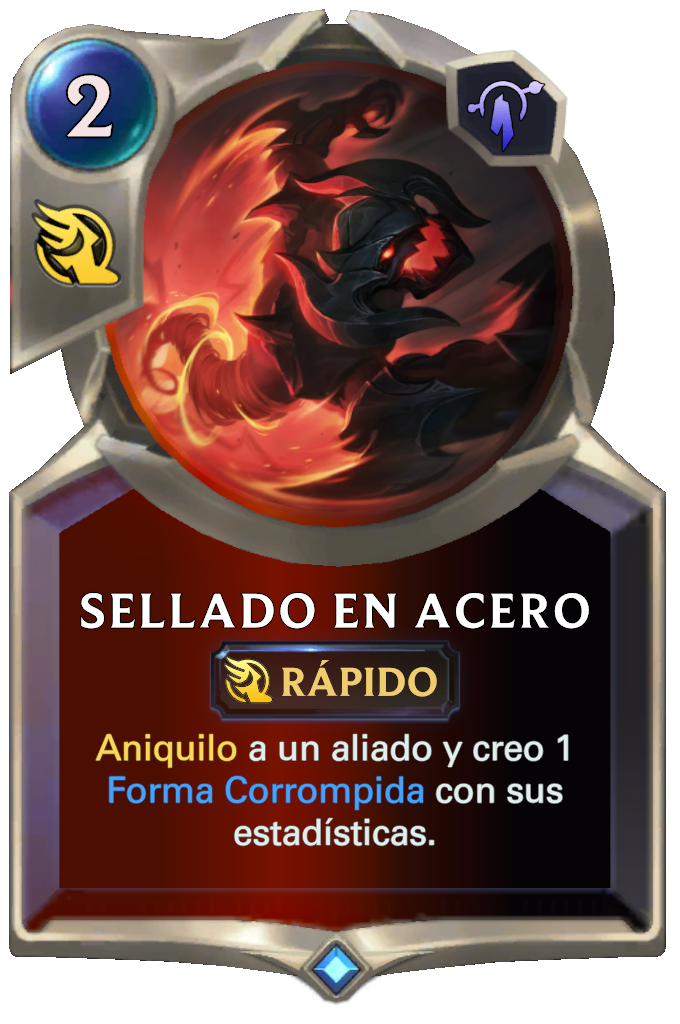 2
SELLADO EN ACERO
RÁPIDO
Aniquilo a un aliado y creo 1
Forma Corrompida con sus
estadísticas.